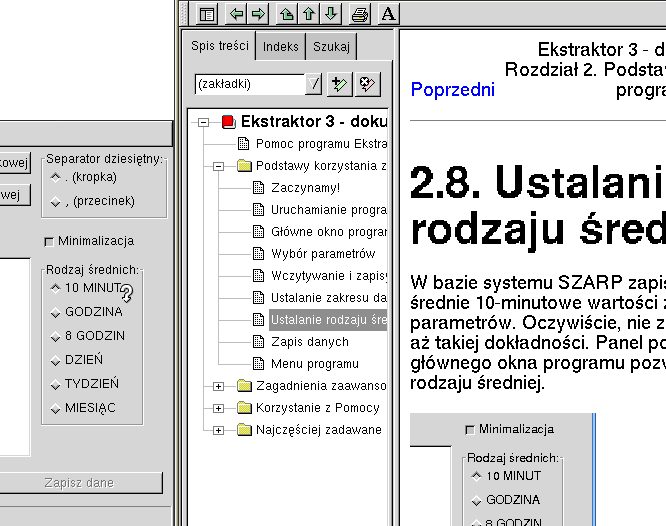 kowej
wej
Separator dziesiętny:
. (kropka)
, (przecinek)
Minimalizacja
Rodzaj średnich:
10 MINUT
GODZINA
8 GODZIN
DZIEŃ
TYDZIEŃ
MIESIĄC
Zapisz dane
A
Spis treści
Indeks
Szukaj
(zakładki)
Ekstraktor 3 - doku
Pomoc programu Ekstra
Podstawy korzystania z
Zaczynamy!
Uruchamianie progra
Główne okno prograr
Wybór parametrów
Wczytywanie i zapisy
Ustalanie zakresu da
Ustalanie rodzaju śre
Zapis danych
Menu programu
Zagadnienia zaawanso
Korzystanie z Pomocy
Najczęściej zadawane
Ekstraktor 3 - d
Rozdział 2. Podsta
Poprzedni progra
2.8. Ustalani
rodzaju śred
W bazie systemu SZARP zapis
średnie 10-minutowe wartości z
parametrów. Oczywiście, nie z
aż takiej dokładności. Panel po
głównego okna programu pozw
rodzaju średniej.
Minimalizacja
Rodzaj średnich:
10 MINUT
GODZINA
8 GODZIN